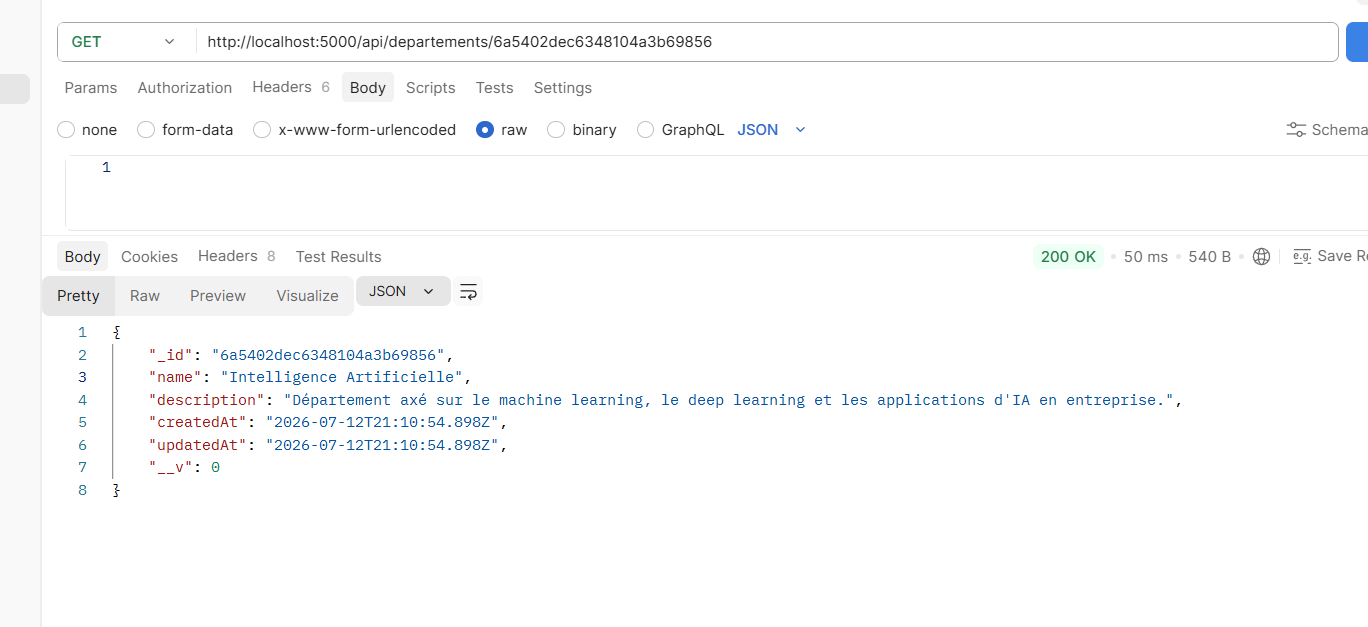 GET http://localhost:5000/api/departements/6a5402dec6348104a3b69856
Params Authorization Headers 6 Body Scripts Tests Settings
none form-data x-www-form-urlencoded raw binary GraphQL JSON Schema
1
Body Cookies Headers 8 Test Results 200 OK • 50 ms • 540 B • e.g. Save Re
Pretty Raw Preview Visualize JSON
1 {
2 "_id": "6a5402dec6348104a3b69856",
3 "name": "Intelligence Artificielle",
4 "description": "Département axé sur le machine learning, le deep learning et les applications d'IA en entreprise.",
5 "createdAt": "2026-07-12T21:10:54.898Z",
6 "updatedAt": "2026-07-12T21:10:54.898Z",
7 "__v": 0
8 }